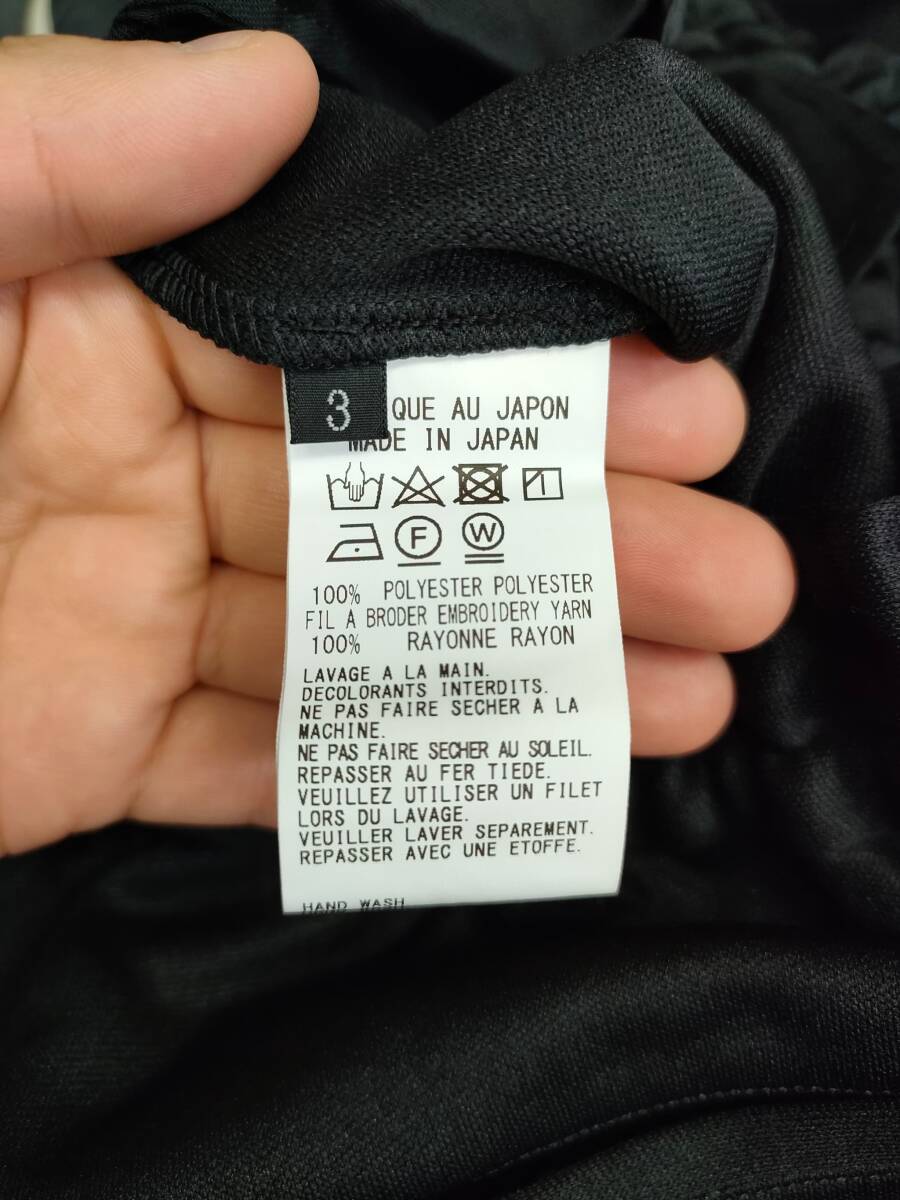 3
QUE AU JAPON
MADE IN JAPAN
F W
100% POLYESTER POLYESTER
FIL A BRODER EMBROIDERY YARN
100% RAYONNE RAYON
LAVAGE A LA MAIN.
DECOLORANTS INTERDITS.
NE PAS FAIRE SECHER A LA
MACHINE.
NE PAS FAIRE SECHER AU SOLEIL.
REPASSER AU FER TIEDE.
VEUILLEZ UTILISER UN FILET
LORS DU LAVAGE.
VEUILLER LAVER SEPAREMENT.
REPASSER AVEC UNE ETOFFE.
HAND WASH